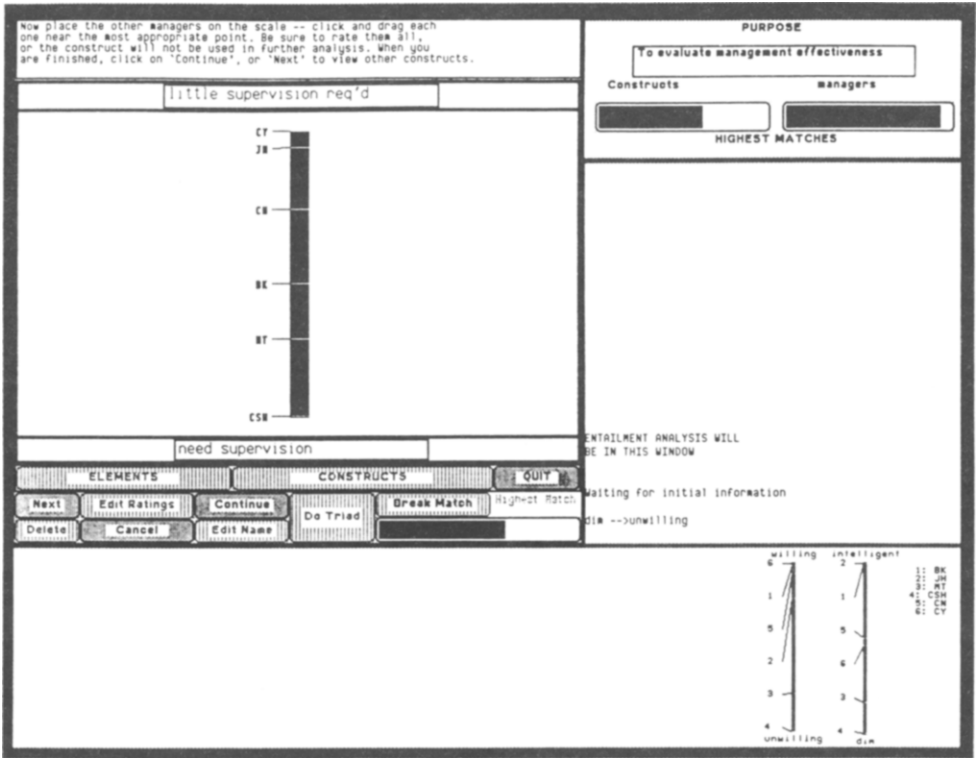 Now place the other managers on the scale -- click and drag each
one near the most appropriate point. Be sure to rate them all,
or the construct will not be used in further analysis. When you
are finished, click on 'Continue', or 'Next' to view other constructs.
little supervision req'd
CY
JH
CN
BK
MT
CSH
need supervision
ELEMENTS CONSTRUCTS QUIT
Next Edit Ratings Continue Do Triad Break Match Highest Match
Delete Cancel Edit Name
PURPOSE
To evaluate management effectiveness
Constructs managers
HIGHEST MATCHES
ENTAILMENT ANALYSIS WILL
BE IN THIS WINDOW
Waiting for initial information
dim -->unwilling
willing intelligent
6
1
5
2
3
4
unwilling
2
1
5
6
3
4
dim
1: BK
2: JH
3: MT
4: CSH
5: CN
6: CY